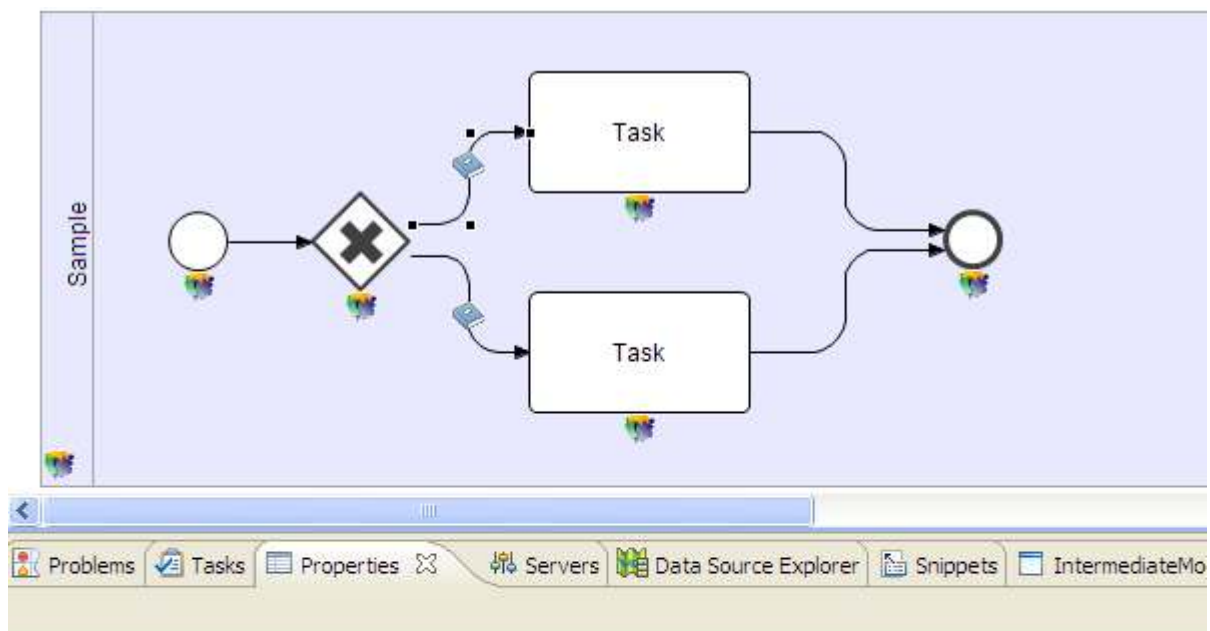 Sample
Task
Task
Problems Tasks Properties Servers Data Source Explorer Snippets IntermediateMo